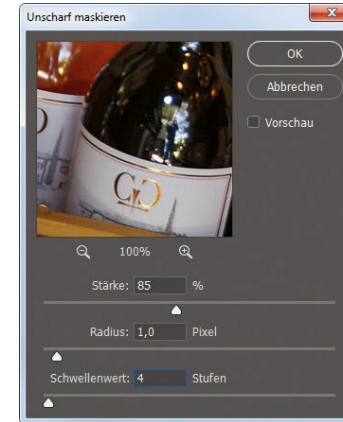 Unscharf maskieren
OK
Abbrechen
Vorschau
100%
Stärke: 85 %
Radius: 1,0 Pixel
Schwellenwert: 4 Stufen